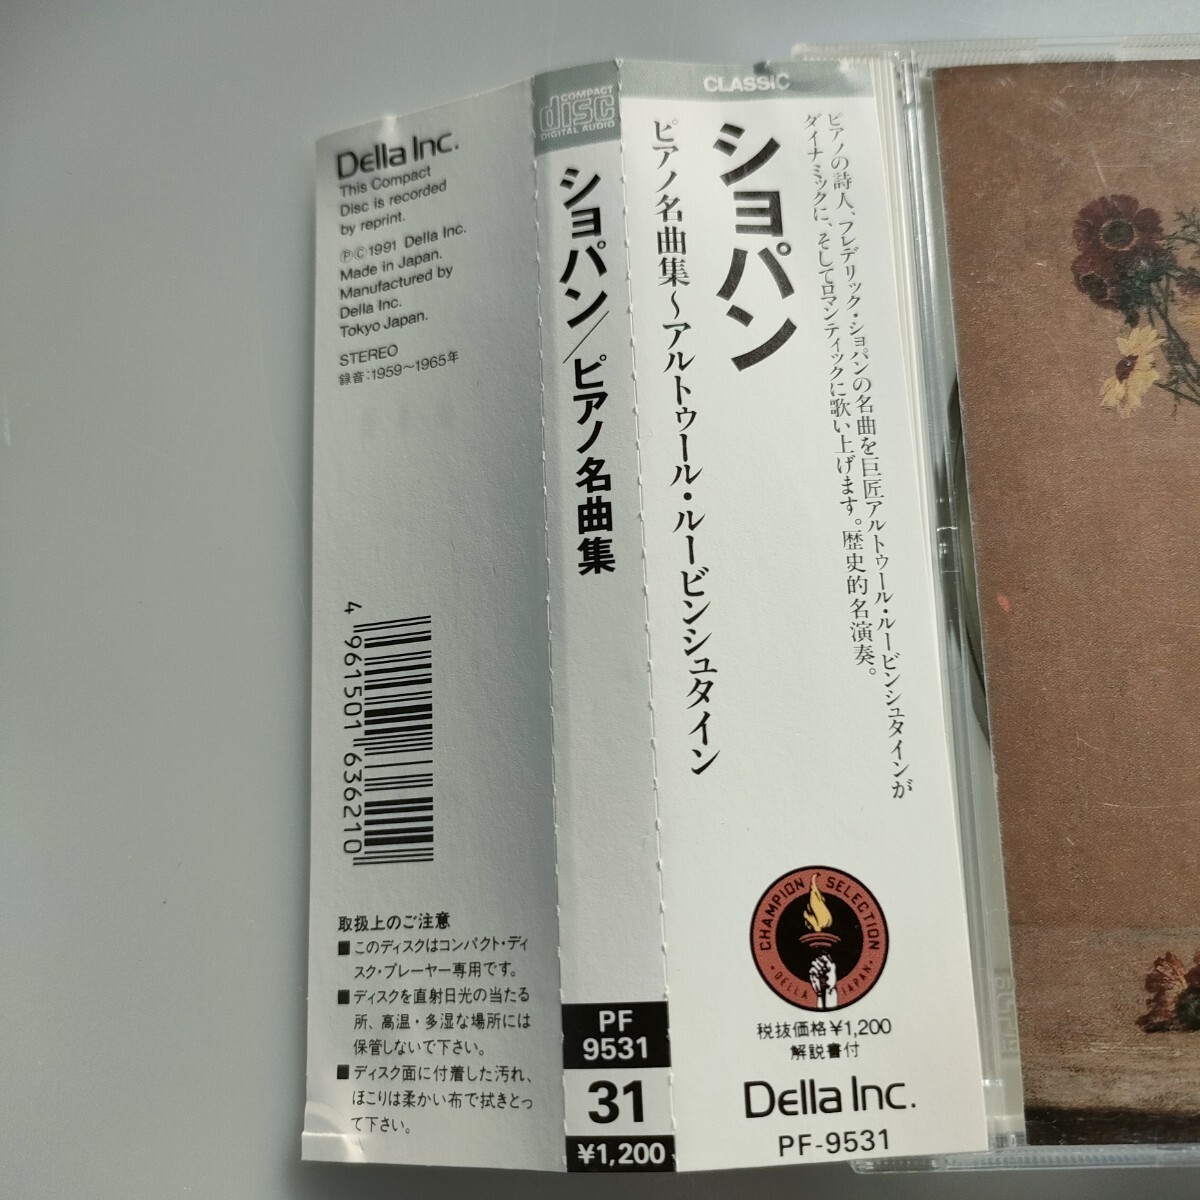 Della Inc.
This Compact
Disc is recorded
by reprint.
ⓅⒸ1991 Della Inc.
Made in Japan.
Manufactured by
Della Inc.
Tokyo Japan.
STEREO
録音:1959〜1965年
4 961501 636210
取扱上のご注意
■このディスクはコンパクト・ディ
スク・プレーヤー専用です。
■ディスクを直射日光の当たる
所、高温・多湿な場所には
保管しないで下さい。
■ディスク面に付着した汚れ、
ほこりは柔かい布で拭きとっ
て下さい。
COMPACT
disc
DIGITAL AUDIO
ショパン/ピアノ名曲集
PF
9531
31
¥1,200
CLASSIC
ピアノの詩人、フレデリック・ショパンの名曲を巨匠アルトゥール・ルービンシュタインが
ダイナミックに、そしてロマンティックに歌い上げます。歴史的名演奏。
ショパン
ピアノ名曲集〜アルトゥール・ルービンシュタイン
CHAMPION SELECTION
・DELLA JAPAN・
税抜価格¥1,200
解説書付
Della Inc.
PF-9531